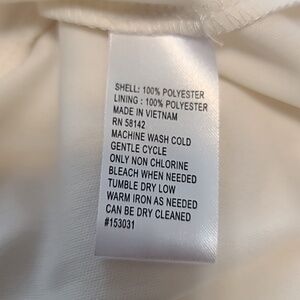 SHELL: 100% POLYESTER
LINING : 100% POLYESTER
MADE IN VIETNAM
RN 58142
MACHINE WASH COLD
GENTLE CYCLE
ONLY NON CHLORINE
BLEACH WHEN NEEDED
TUMBLE DRY LOW
WARM IRON AS NEEDED
CAN BE DRY CLEANED
#153031